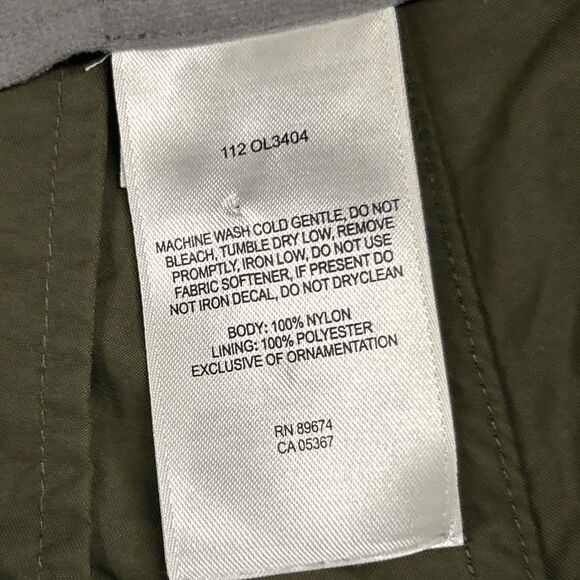 112 OL3404
MACHINE WASH COLD GENTLE, DO NOT
BLEACH, TUMBLE DRY LOW, REMOVE
PROMPTLY, IRON LOW, DO NOT USE
FABRIC SOFTENER, IF PRESENT DO
NOT IRON DECAL, DO NOT DRYCLEAN
BODY: 100% NYLON
LINING: 100% POLYESTER
EXCLUSIVE OF ORNAMENTATION
RN 89674
CA 05367